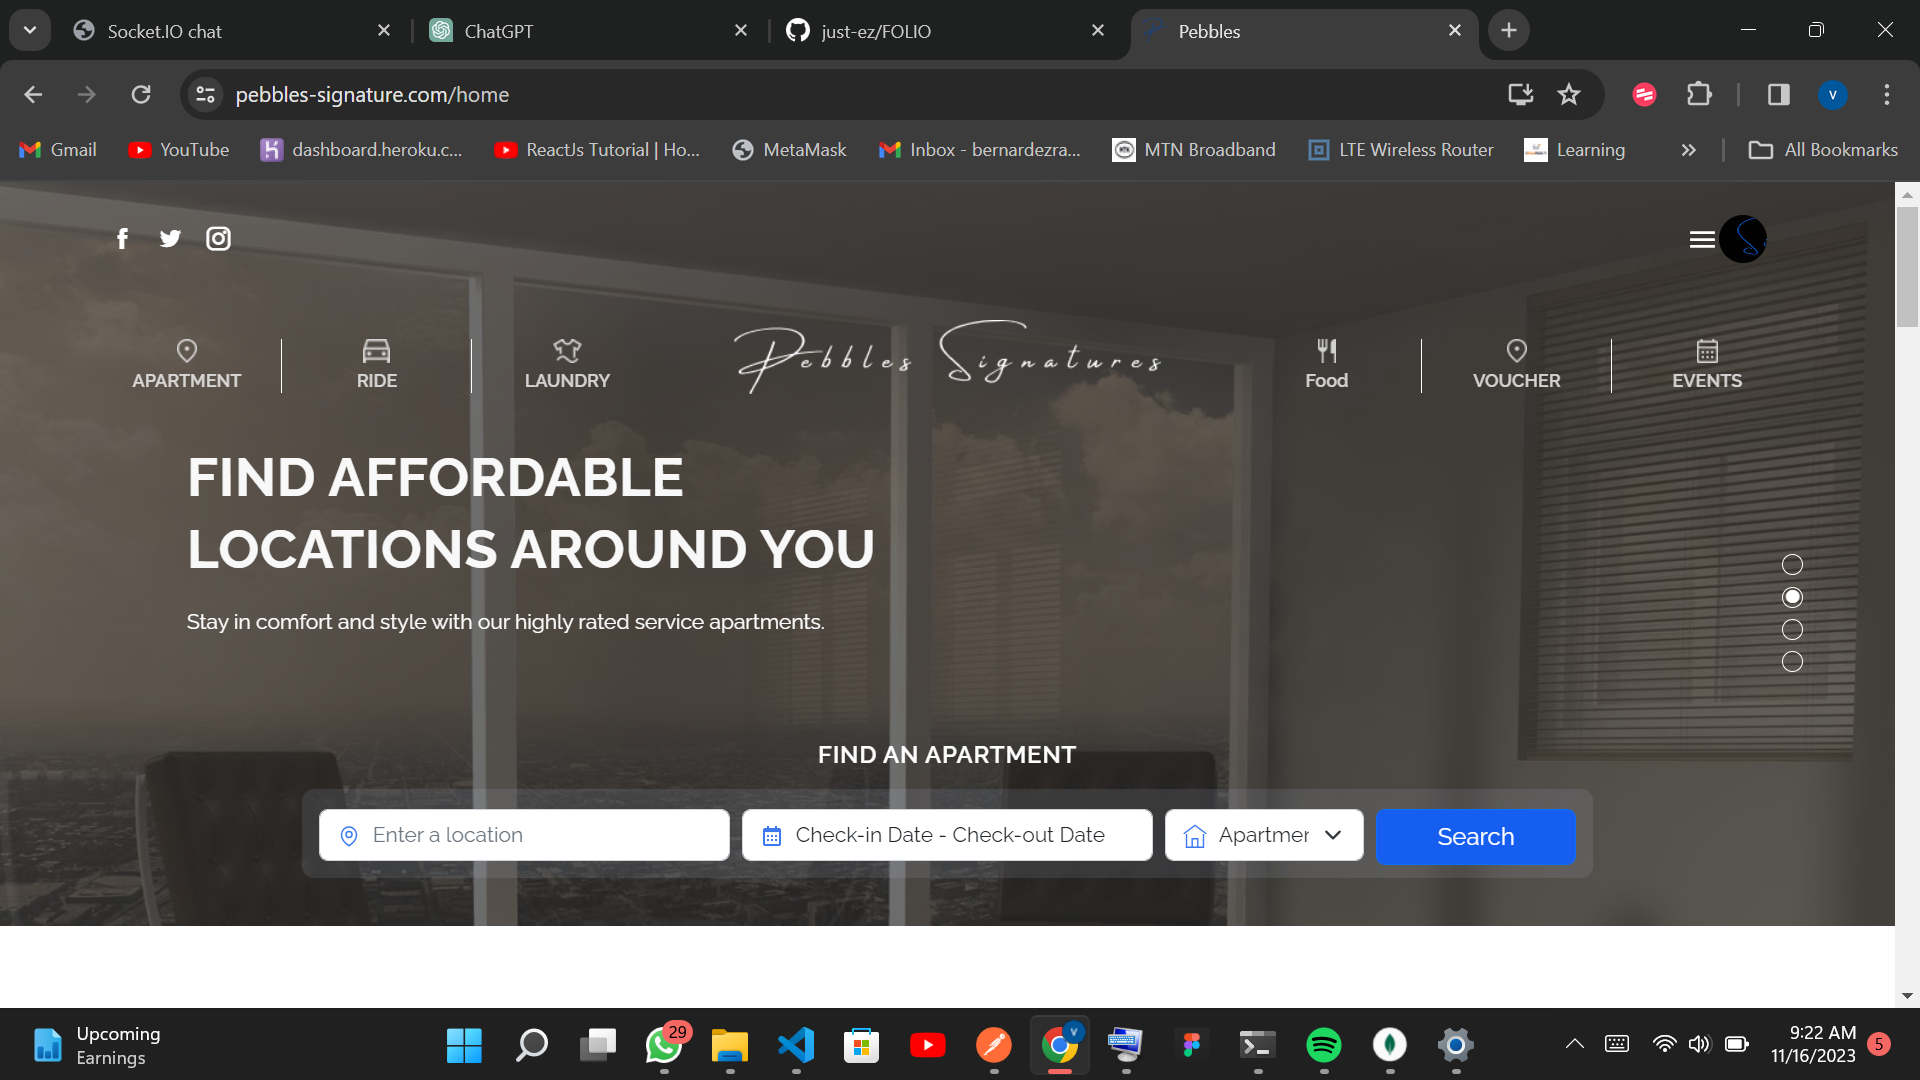 Socket.IO chat
ChatGPT
just-ez/FOLIO
Pebbles
pebbles-signature.com/home
V
Gmail
YouTube
dashboard.heroku.c...
ReactJs Tutorial | Ho...
MetaMask
Inbox - bernardezra...
MTN Broadband
LTE Wireless Router
Learning
All Bookmarks
APARTMENT
RIDE
LAUNDRY
Pebbles Signatures
Food
VOUCHER
EVENTS
FIND AFFORDABLE
LOCATIONS AROUND YOU
Stay in comfort and style with our highly rated service apartments.
FIND AN APARTMENT
Enter a location
Check-in Date - Check-out Date
Apartmer
Search
Upcoming
Earnings
29
V
9:22 AM
11/16/2023
5